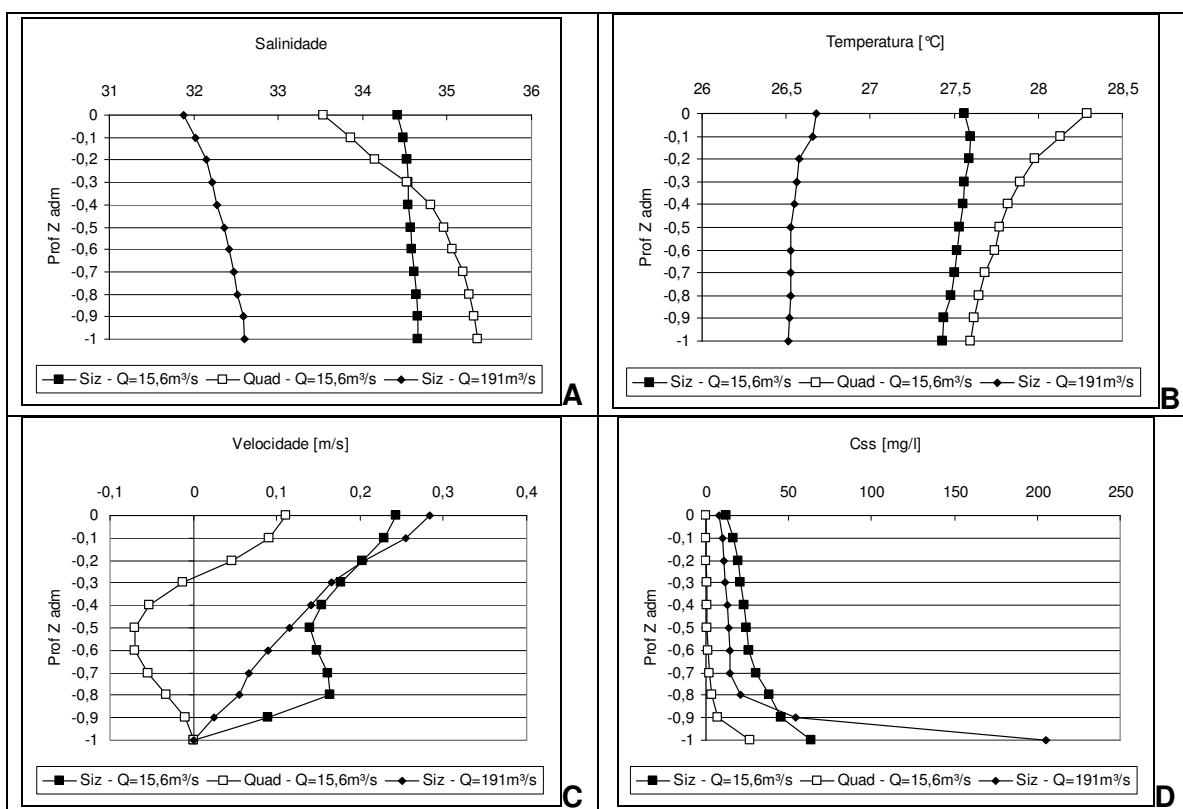 Salinidade
31 32 33 34 35 36
0
-0,1
-0,2
-0,3
-0,4
-0,5
-0,6
-0,7
-0,8
-0,9
-1
Prof Z adm
Siz - Q=15,6m³/s Quad - Q=15,6m³/s Siz - Q=191m³/s
A
Temperatura [°C]
26 26,5 27 27,5 28 28,5
0
-0,1
-0,2
-0,3
-0,4
-0,5
-0,6
-0,7
-0,8
-0,9
-1
Prof Z adm
Siz - Q=15,6m³/s Quad - Q=15,6m³/s Siz - Q=191m³/s
B
Velocidade [m/s]
-0,1 0 0,1 0,2 0,3 0,4
0
-0,1
-0,2
-0,3
-0,4
-0,5
-0,6
-0,7
-0,8
-0,9
-1
Prof Z adm
Siz - Q=15,6m³/s Quad - Q=15,6m³/s Siz - Q=191m³/s
C
Css [mg/l]
0 50 100 150 200 250
0
-0,1
-0,2
-0,3
-0,4
-0,5
-0,6
-0,7
-0,8
-0,9
-1
Prof Z adm
Siz - Q=15,6m³/s Quad - Q=15,6m³/s Siz - Q=191m³/s
D